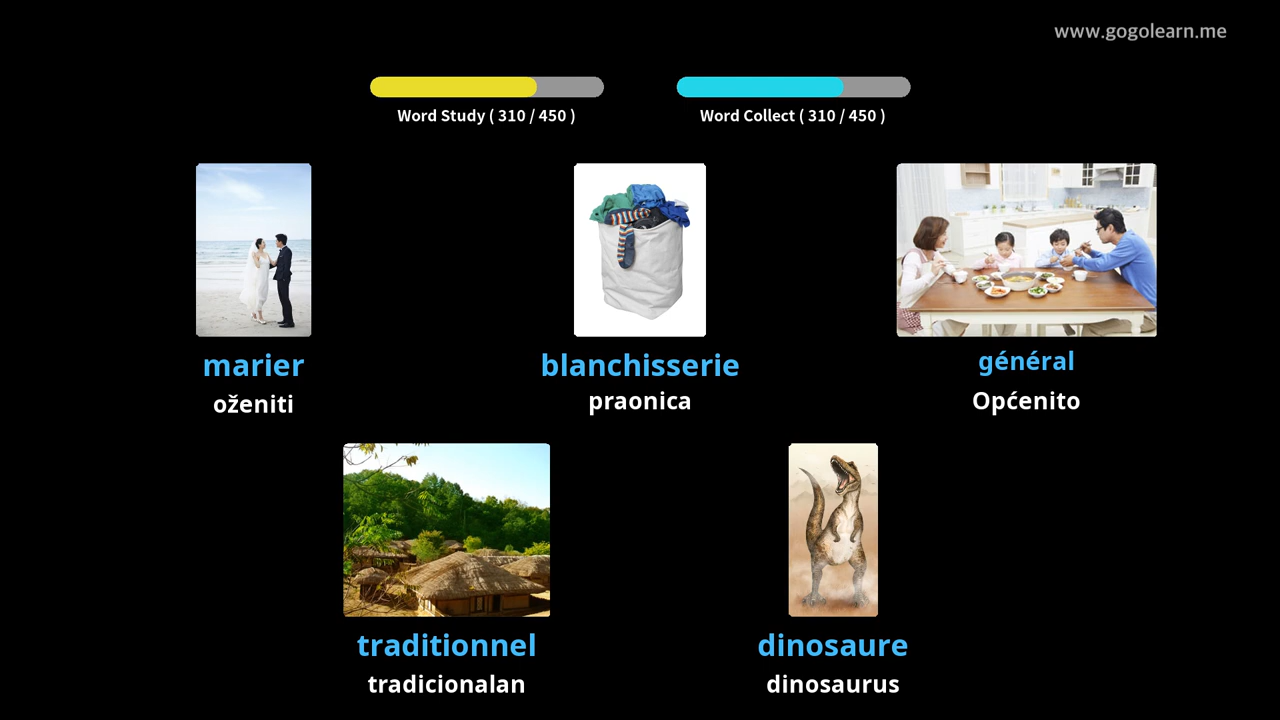 www.gogolearn.me
Word Study ( 310 / 450 )
Word Collect ( 310 / 450 )
marier
oženiti
blanchisserie
praonica
général
Općenito
traditionnel
tradicionalan
dinosaure
dinosaurus